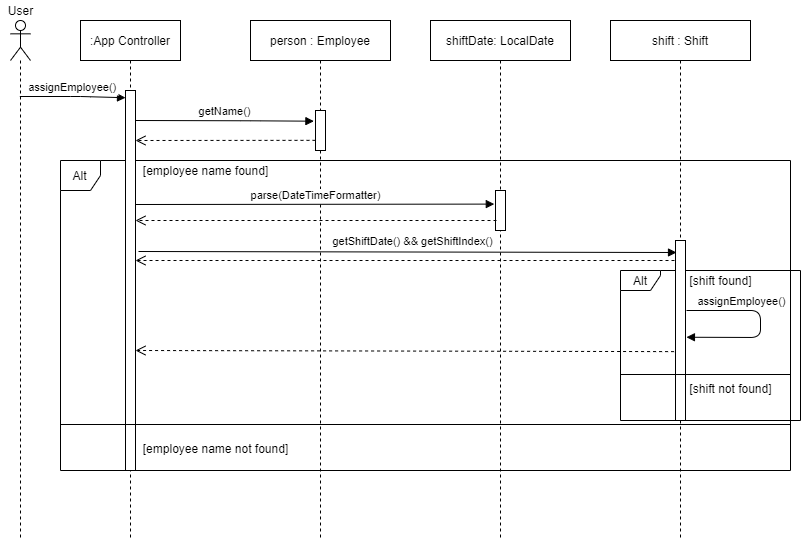 User
:App Controller
person : Employee
shiftDate: LocalDate
shift : Shift
assignEmployee()
getName()
Alt
[employee name found]
parse(DateTimeFormatter)
getShiftDate() && getShiftIndex()
Alt
[shift found]
assignEmployee()
[shift not found]
[employee name not found]